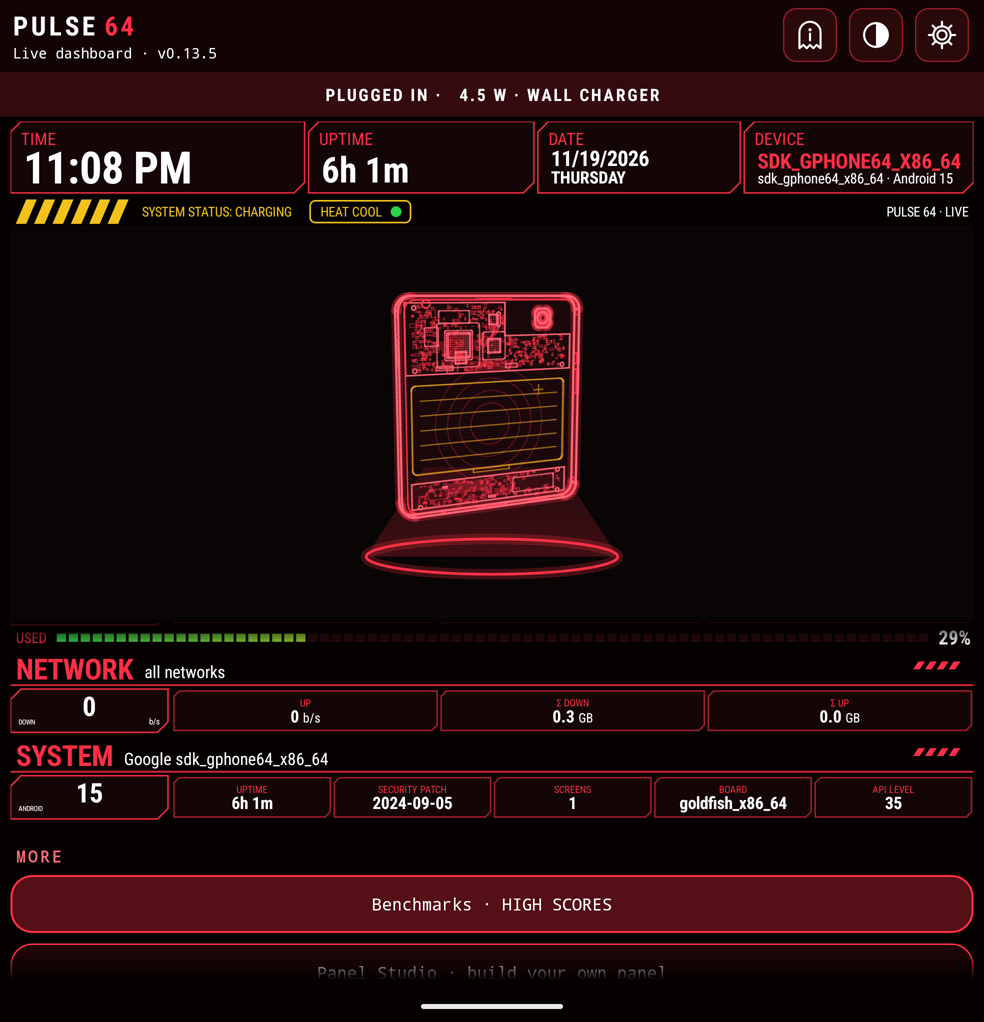 PULSE 64
Live dashboard · v0.13.5
PLUGGED IN · 4.5 W · WALL CHARGER
TIME
11:08 PM
UPTIME
6h 1m
DATE
11/19/2026
THURSDAY
DEVICE
SDK_GPHONE64_X86_64
sdk_gphone64_x86_64 · Android 15
SYSTEM STATUS: CHARGING
HEAT COOL
PULSE 64 · LIVE
USED
29%
NETWORK all networks
0
DOWN b/s
UP
0 b/s
Σ DOWN
0.3 GB
Σ UP
0.0 GB
SYSTEM Google sdk_gphone64_x86_64
15
ANDROID
UPTIME
6h 1m
SECURITY PATCH
2024-09-05
SCREENS
1
BOARD
goldfish_x86_64
API LEVEL
35
MORE
Benchmarks · HIGH SCORES
Panel Studio · build your own panel